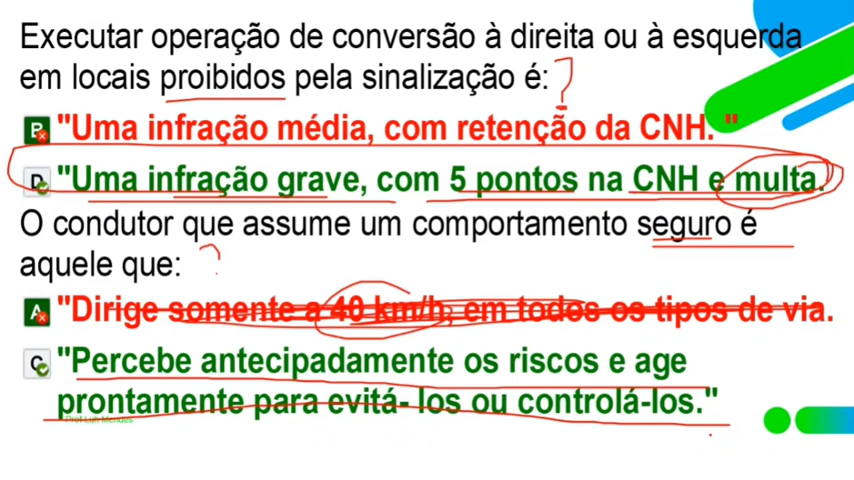 Executar operação de conversão à direita ou à esquerda
em locais proibidos pela sinalização é: ?
B "Uma infração média, com retenção da CNH. "
D "Uma infração grave, com 5 pontos na CNH e multa.
O condutor que assume um comportamento seguro é
aquele que: ?
A "Dirige somente a 40 km/h, em todos os tipos de via.
C "Percebe antecipadamente os riscos e age
prontamente para evitá- los ou controlá-los."
Prof Luh Mendes